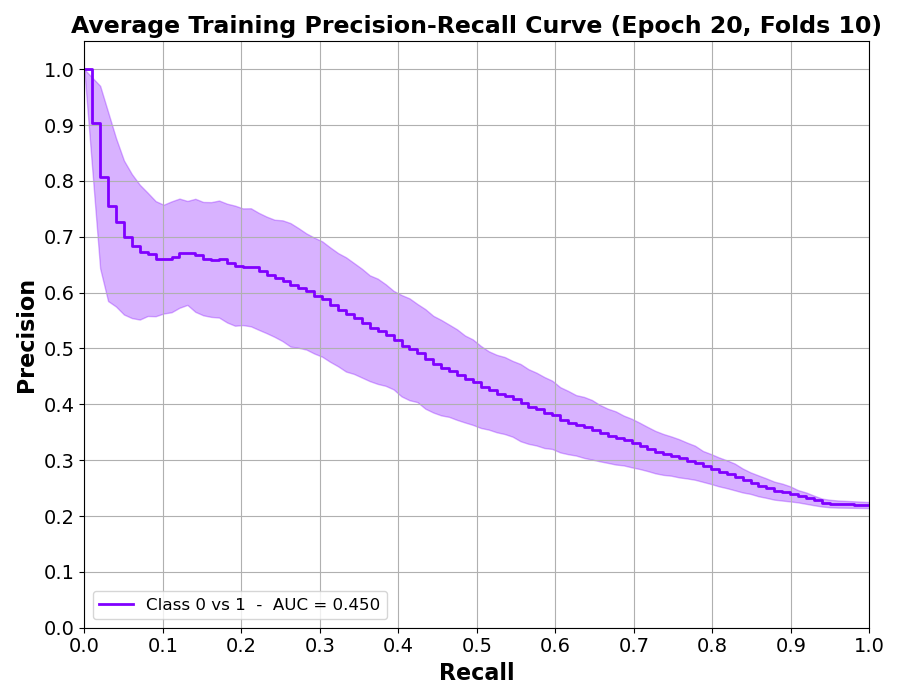 Average Training Precision-Recall Curve (Epoch 20, Folds 10)
Precision
1.0
0.9
0.8
0.7
0.6
0.5
0.4
0.3
0.2
0.1
0.0
Class 0 vs 1  -  AUC = 0.450
0.0 0.1 0.2 0.3 0.4 0.5 0.6 0.7 0.8 0.9 1.0
Recall